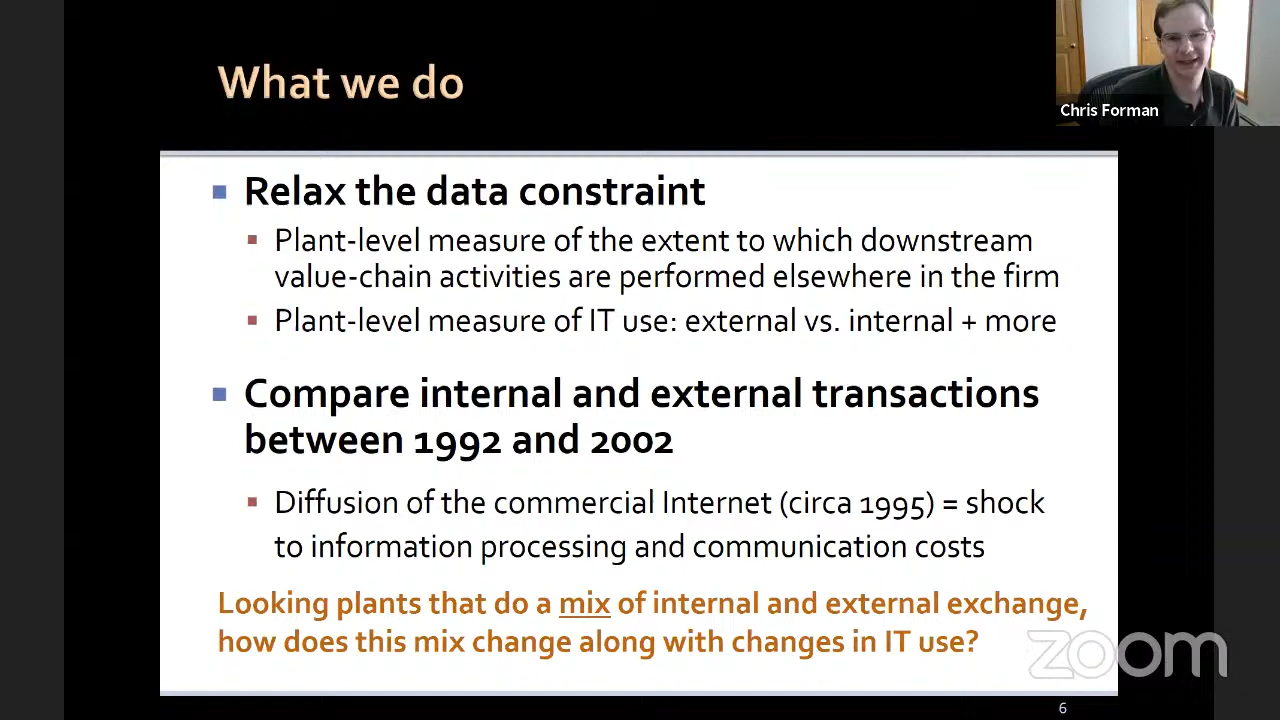 What we do
Chris Forman
Relax the data constraint
Plant-level measure of the extent to which downstream
value-chain activities are performed elsewhere in the firm
Plant-level measure of IT use: external vs. internal + more
Compare internal and external transactions
between 1992 and 2002
Diffusion of the commercial Internet (circa 1995) = shock
to information processing and communication costs
Looking plants that do a mix of internal and external exchange,
how does this mix change along with changes in IT use?
zoom
6